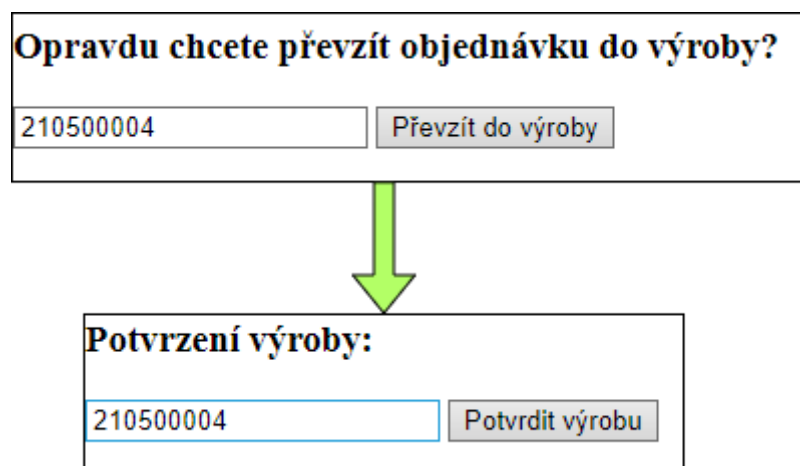 Opravdu chcete převzít objednávku do výroby?
210500004 Převzít do výroby
Potvrzení výroby:
210500004 Potvrdit výrobu